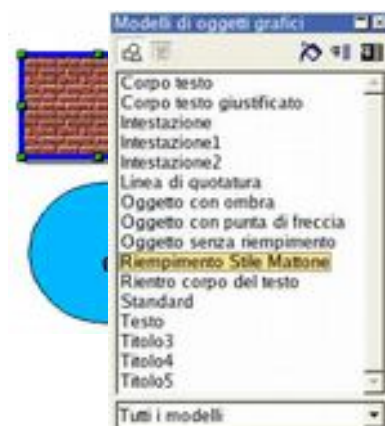 Modelli di oggetti grafici
Corpo testo
Corpo testo giustificato
Intestazione
Intestazione1
Intestazione2
Linea di quotatura
Oggetto con ombra
Oggetto con punta di freccia
Oggetto senza riempimento
Riempimento Stile Mattone
Rientro corpo del testo
Standard
Testo
Titolo3
Titolo4
Titolo5
Tutti i modelli